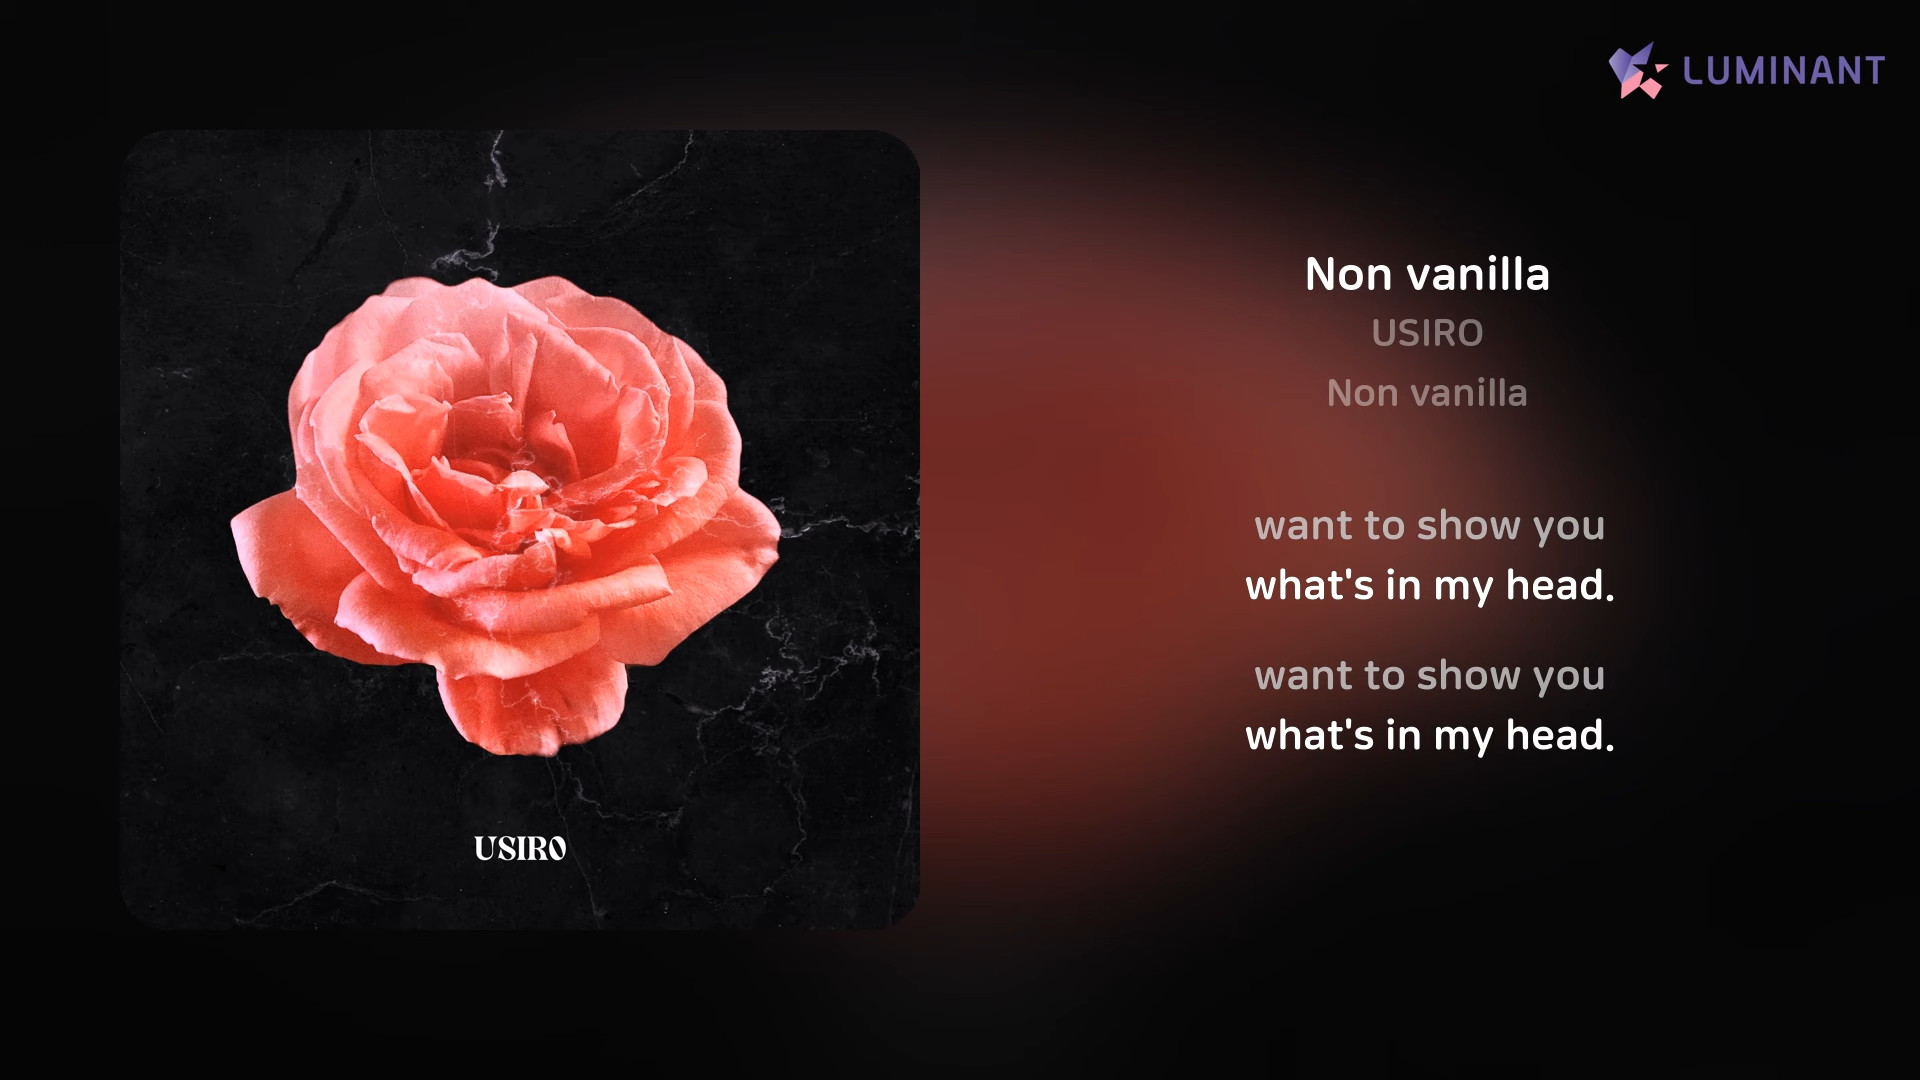 LUMINANT
Non vanilla
USIRO
Non vanilla
want to show you
what's in my head.
want to show you
what's in my head.
USIRO